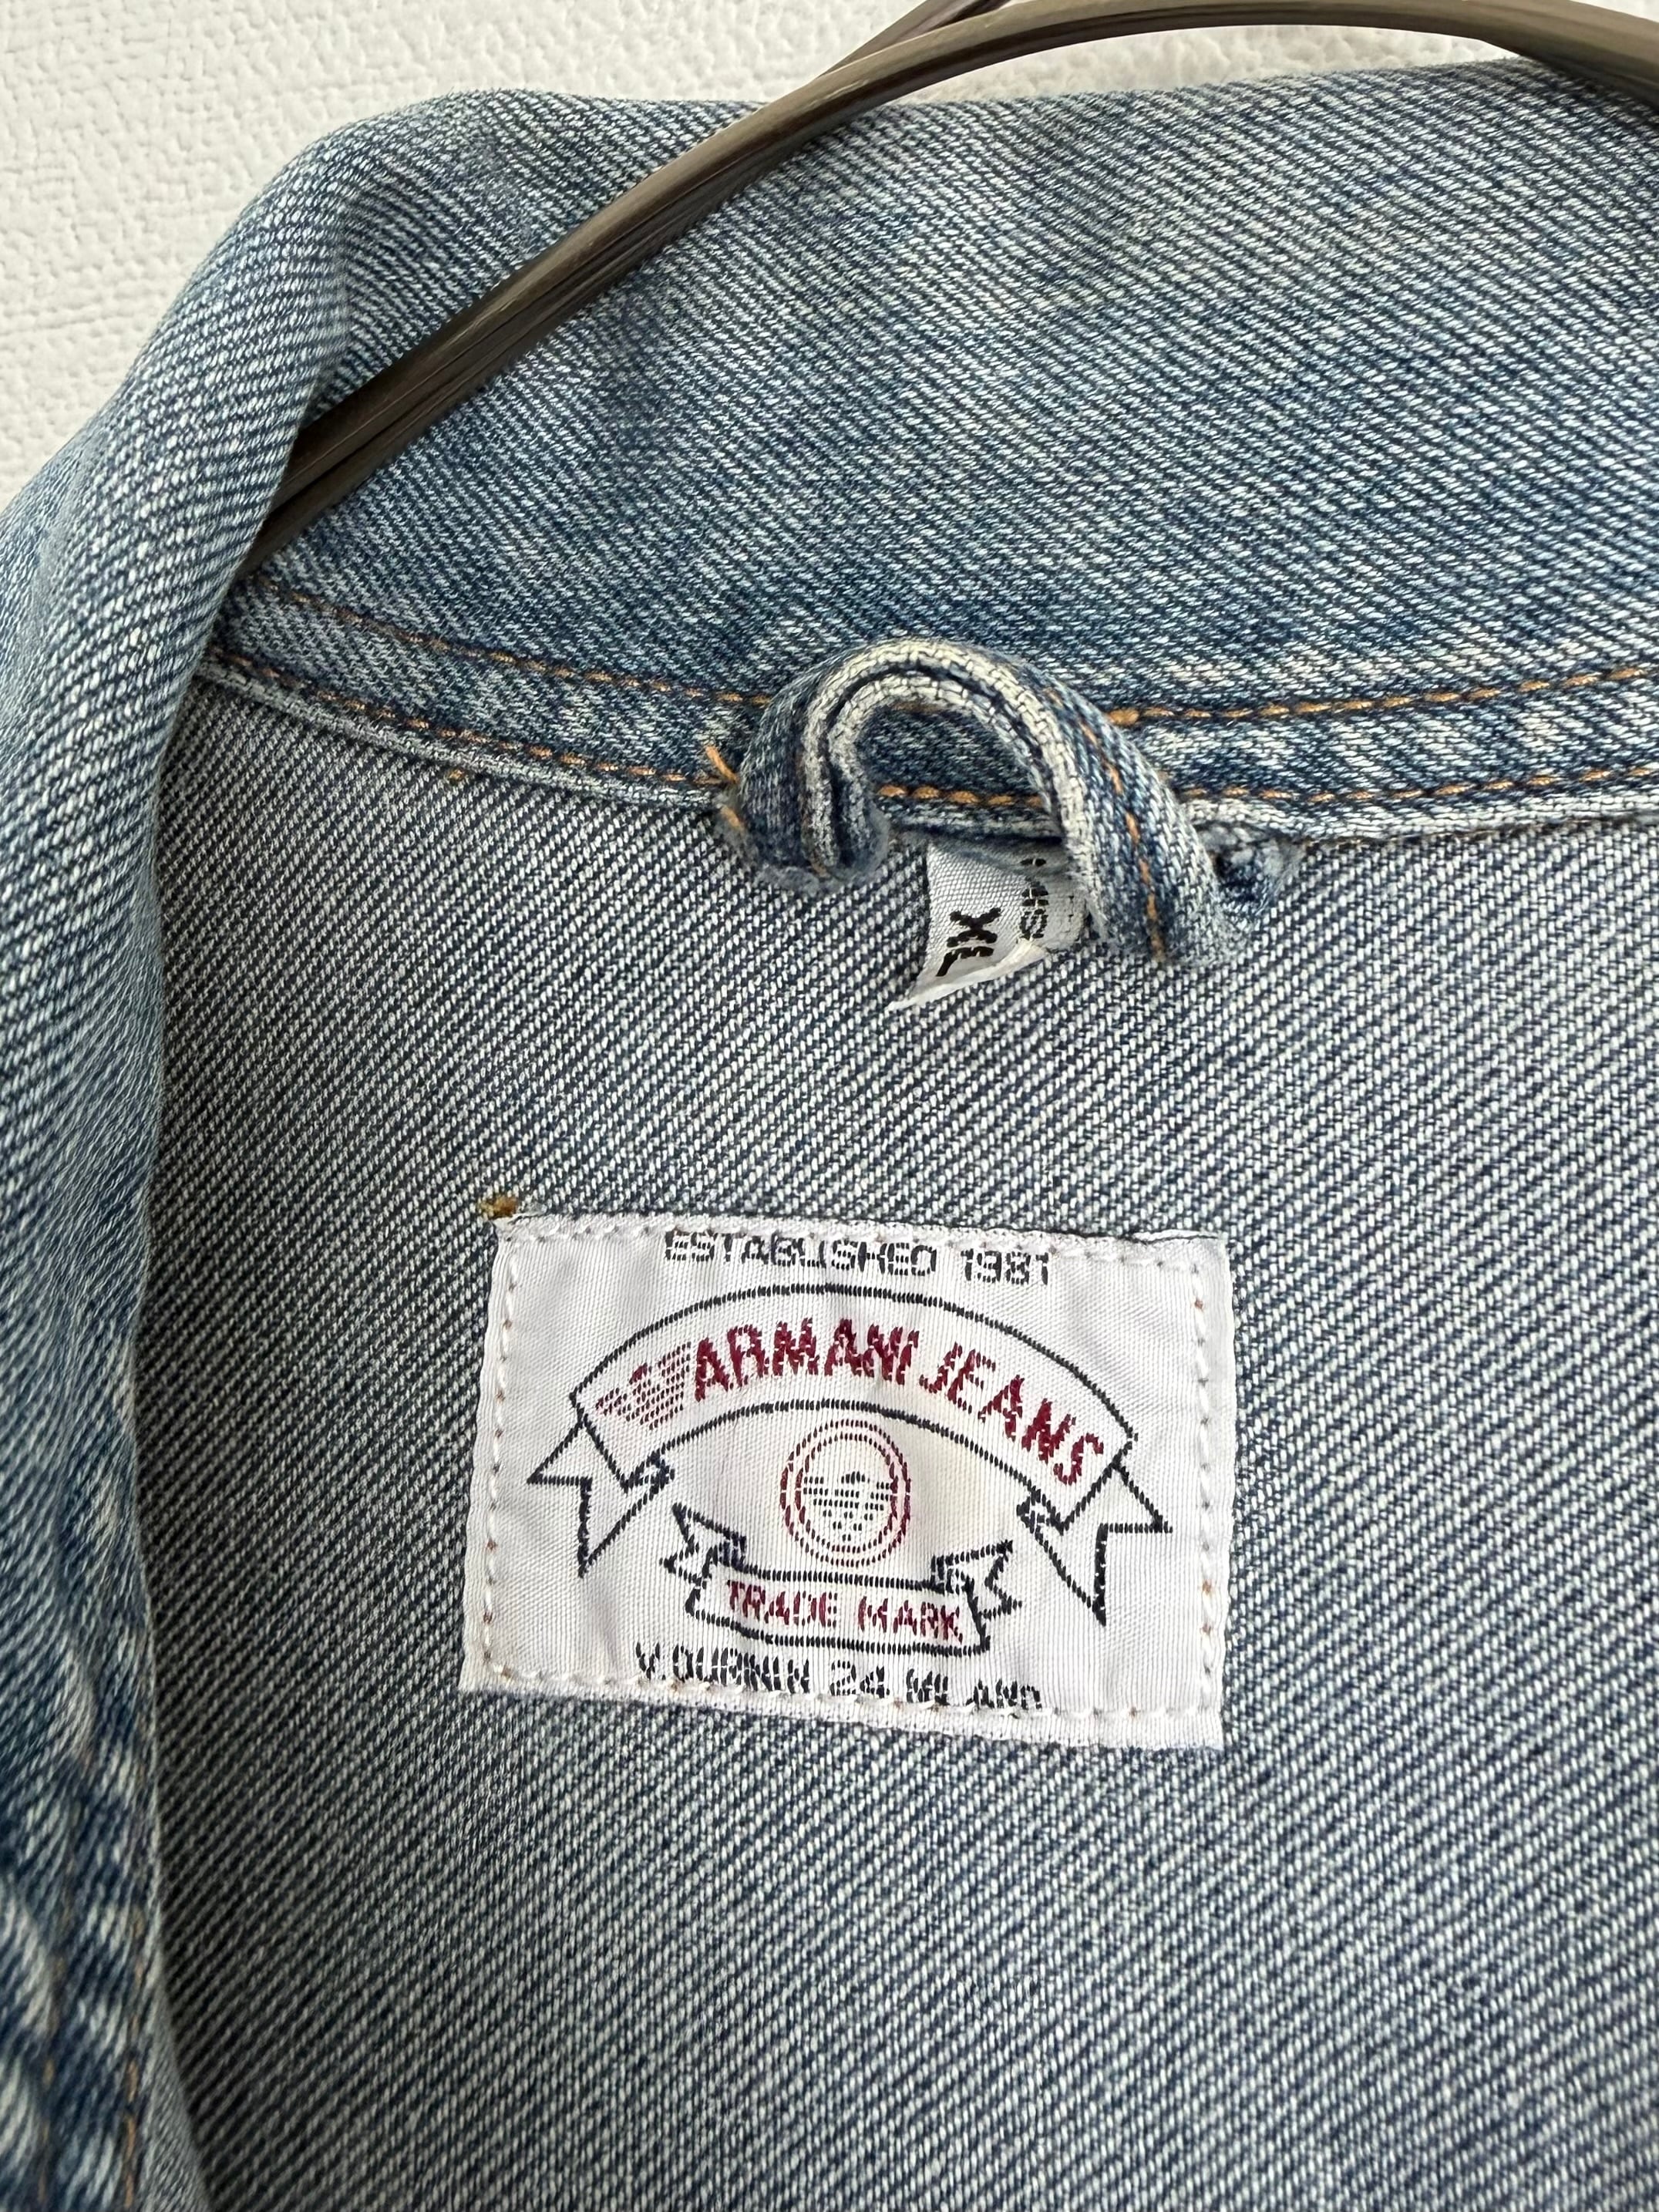 XL
ESTABLISHED 1981
ARMANI JEANS
TRADE MARK
V. DURINI 24 MILANO